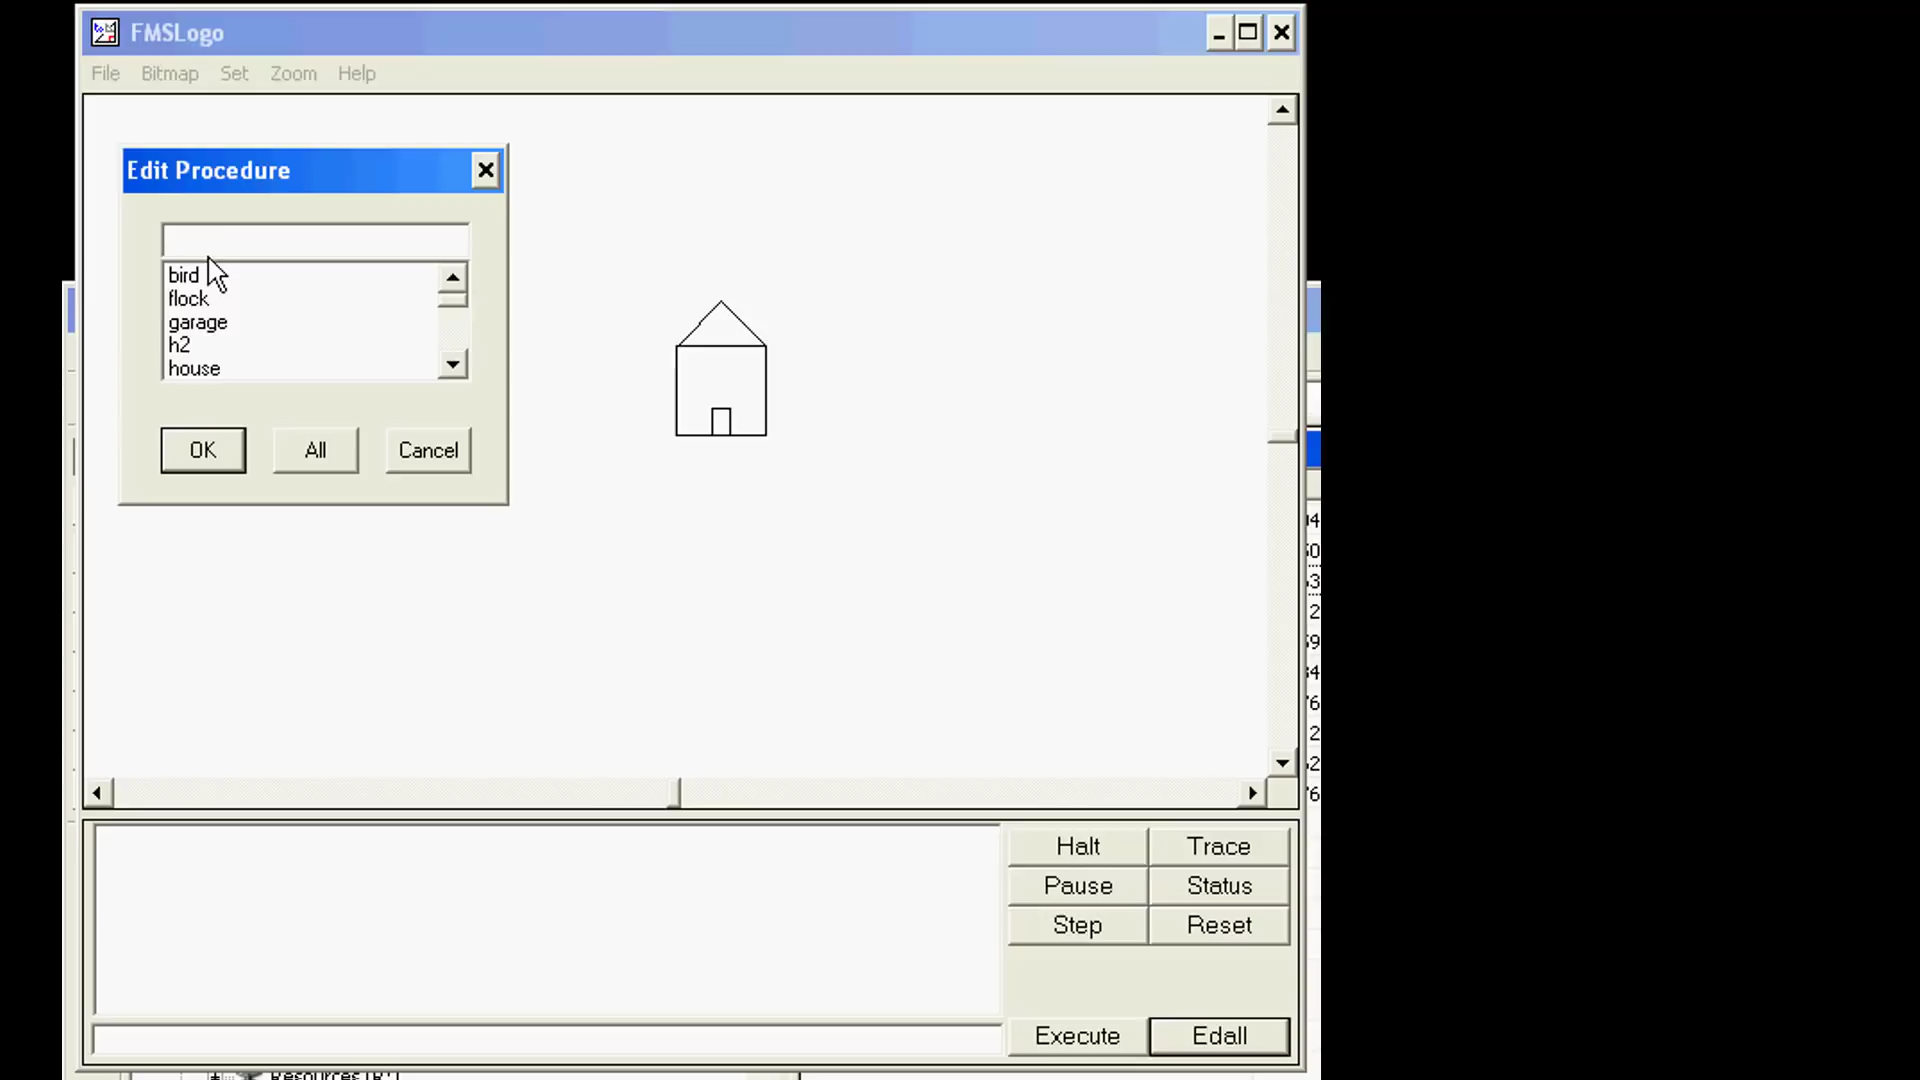 FMSLogo
File Bitmap Set Zoom Help
Edit Procedure
bird
flock
garage
h2
house
OK All Cancel
Halt Trace
Pause Status
Step Reset
Execute Edall